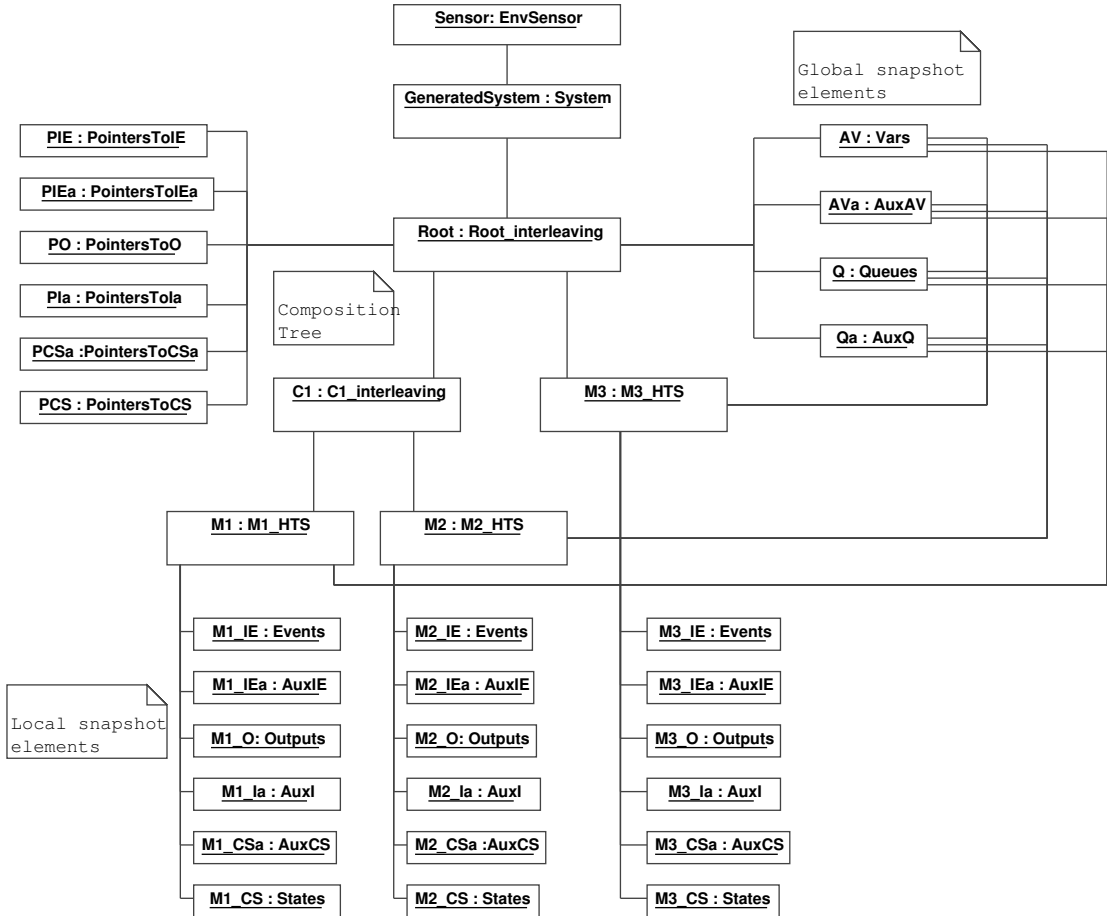 Sensor: EnvSensor
Global snapshot
elements
GeneratedSystem : System
PIE : PointersToIE
AV : Vars
PIEa : PointersToIEa
AVa : AuxAV
PO : PointersToO
Root : Root_interleaving
Q : Queues
PIa : PointersToIa
Composition
Tree
PCSa :PointersToCSa
Qa : AuxQ
PCS : PointersToCS
C1 : C1_interleaving
M3 : M3_HTS
M1 : M1_HTS
M2 : M2_HTS
M1_IE : Events
M2_IE : Events
M3_IE : Events
M1_IEa : AuxIE
M2_IEa : AuxIE
M3_IEa : AuxIE
Local snapshot
elements
M1_O: Outputs
M2_O: Outputs
M3_O : Outputs
M1_Ia : AuxI
M2_Ia : AuxI
M3_Ia : AuxI
M1_CSa : AuxCS
M2_CSa :AuxCS
M3_CSa : AuxCS
M1_CS : States
M2_CS : States
M3_CS : States